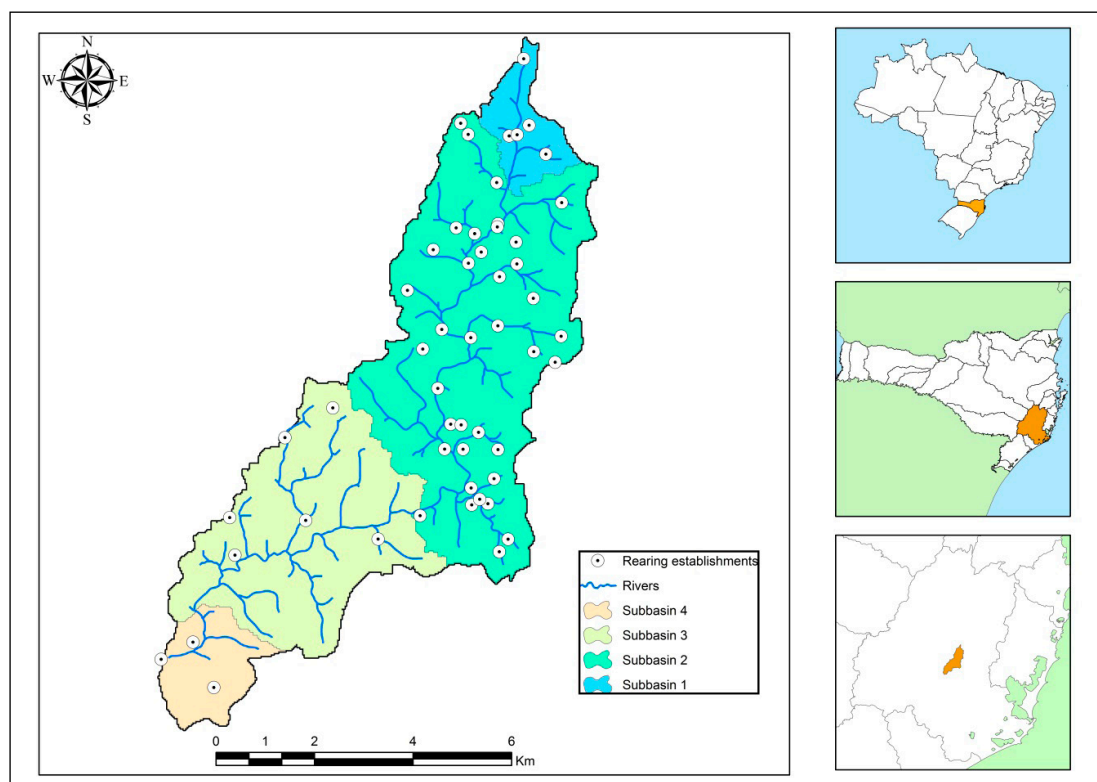 N
W E
S
Rearing establishments
Rivers
Subbasin 4
Subbasin 3
Subbasin 2
Subbasin 1
0 1 2 4 6
Km